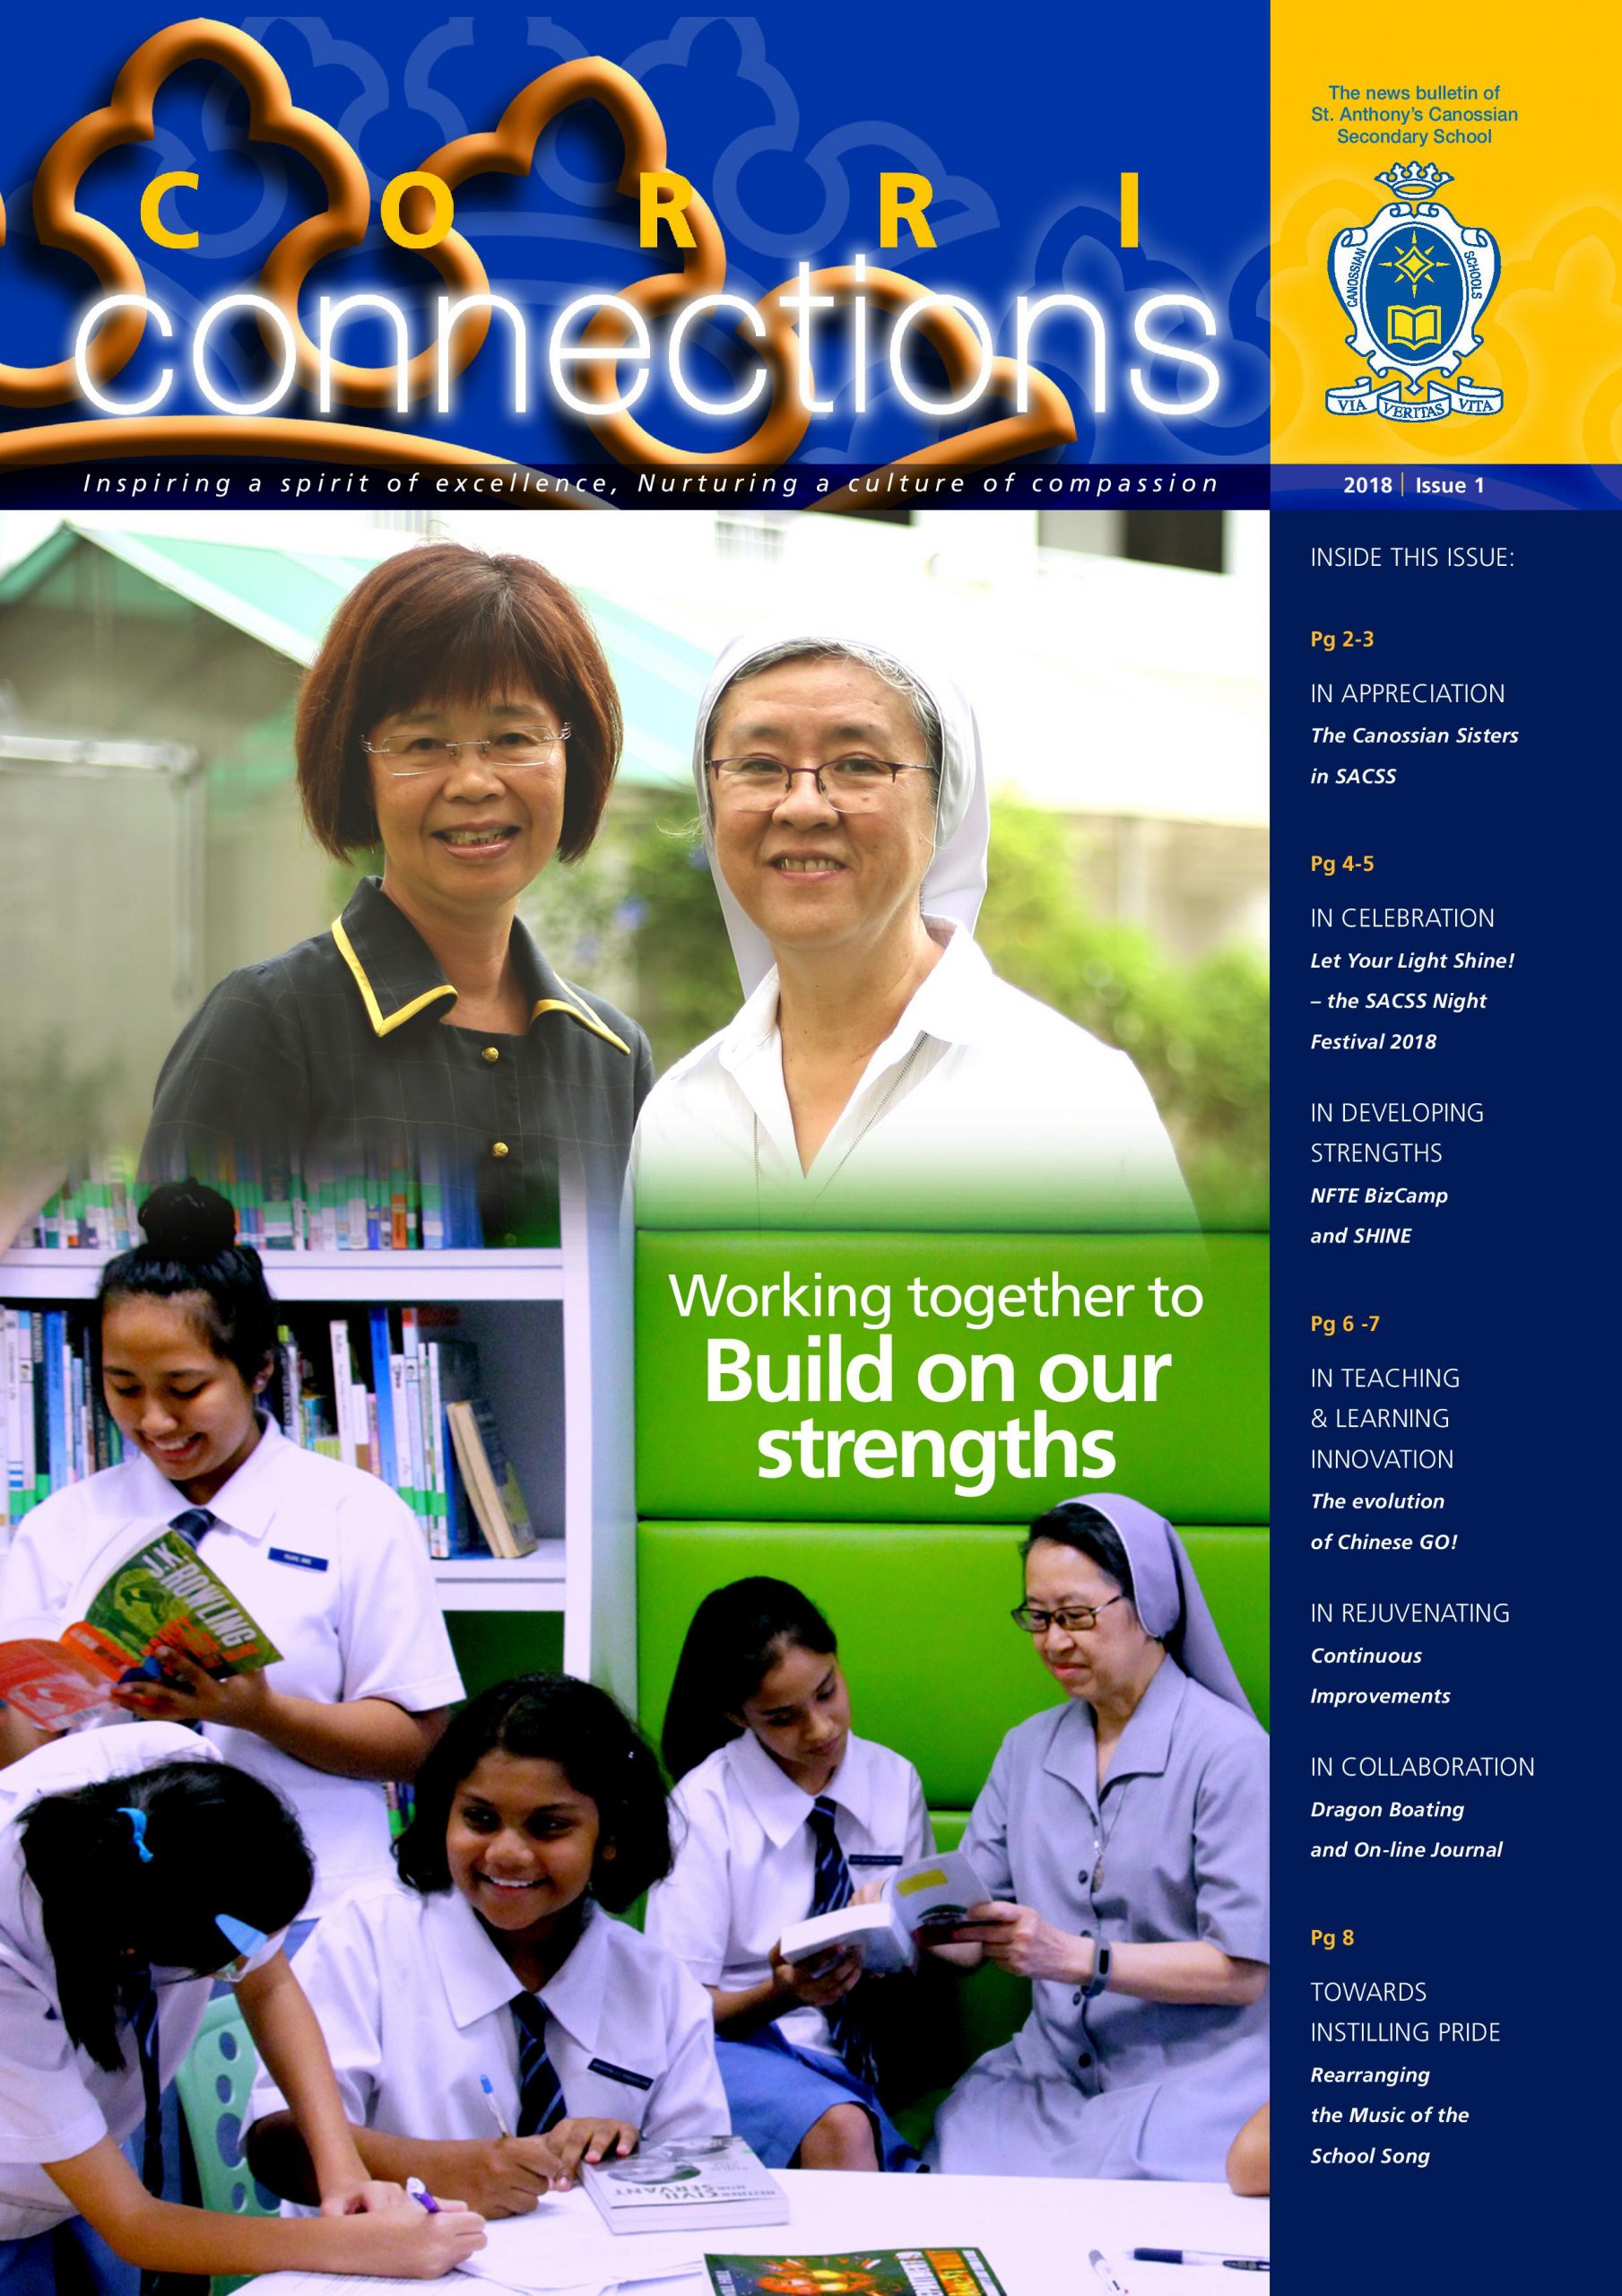 C O R R I
connections
Inspiring a spirit of excellence, Nurturing a culture of compassion
The news bulletin of
St. Anthony's Canossian
Secondary School
CANOSSIAN SCHOOLS
VIA VERITAS VITA
2018 | Issue 1
INSIDE THIS ISSUE:
Pg 2-3
IN APPRECIATION
The Canossian Sisters
in SACSS
Pg 4-5
IN CELEBRATION
Let Your Light Shine!
– the SACSS Night
Festival 2018
IN DEVELOPING
STRENGTHS
NFTE BizCamp
and SHINE
Pg 6 -7
IN TEACHING
& LEARNING
INNOVATION
The evolution
of Chinese GO!
IN REJUVENATING
Continuous
Improvements
IN COLLABORATION
Dragon Boating
and On-line Journal
Pg 8
TOWARDS
INSTILLING PRIDE
Rearranging
the Music of the
School Song
Working together to
Build on our
strengths
J.K.
ROWLING
CIVIL
SERVANT